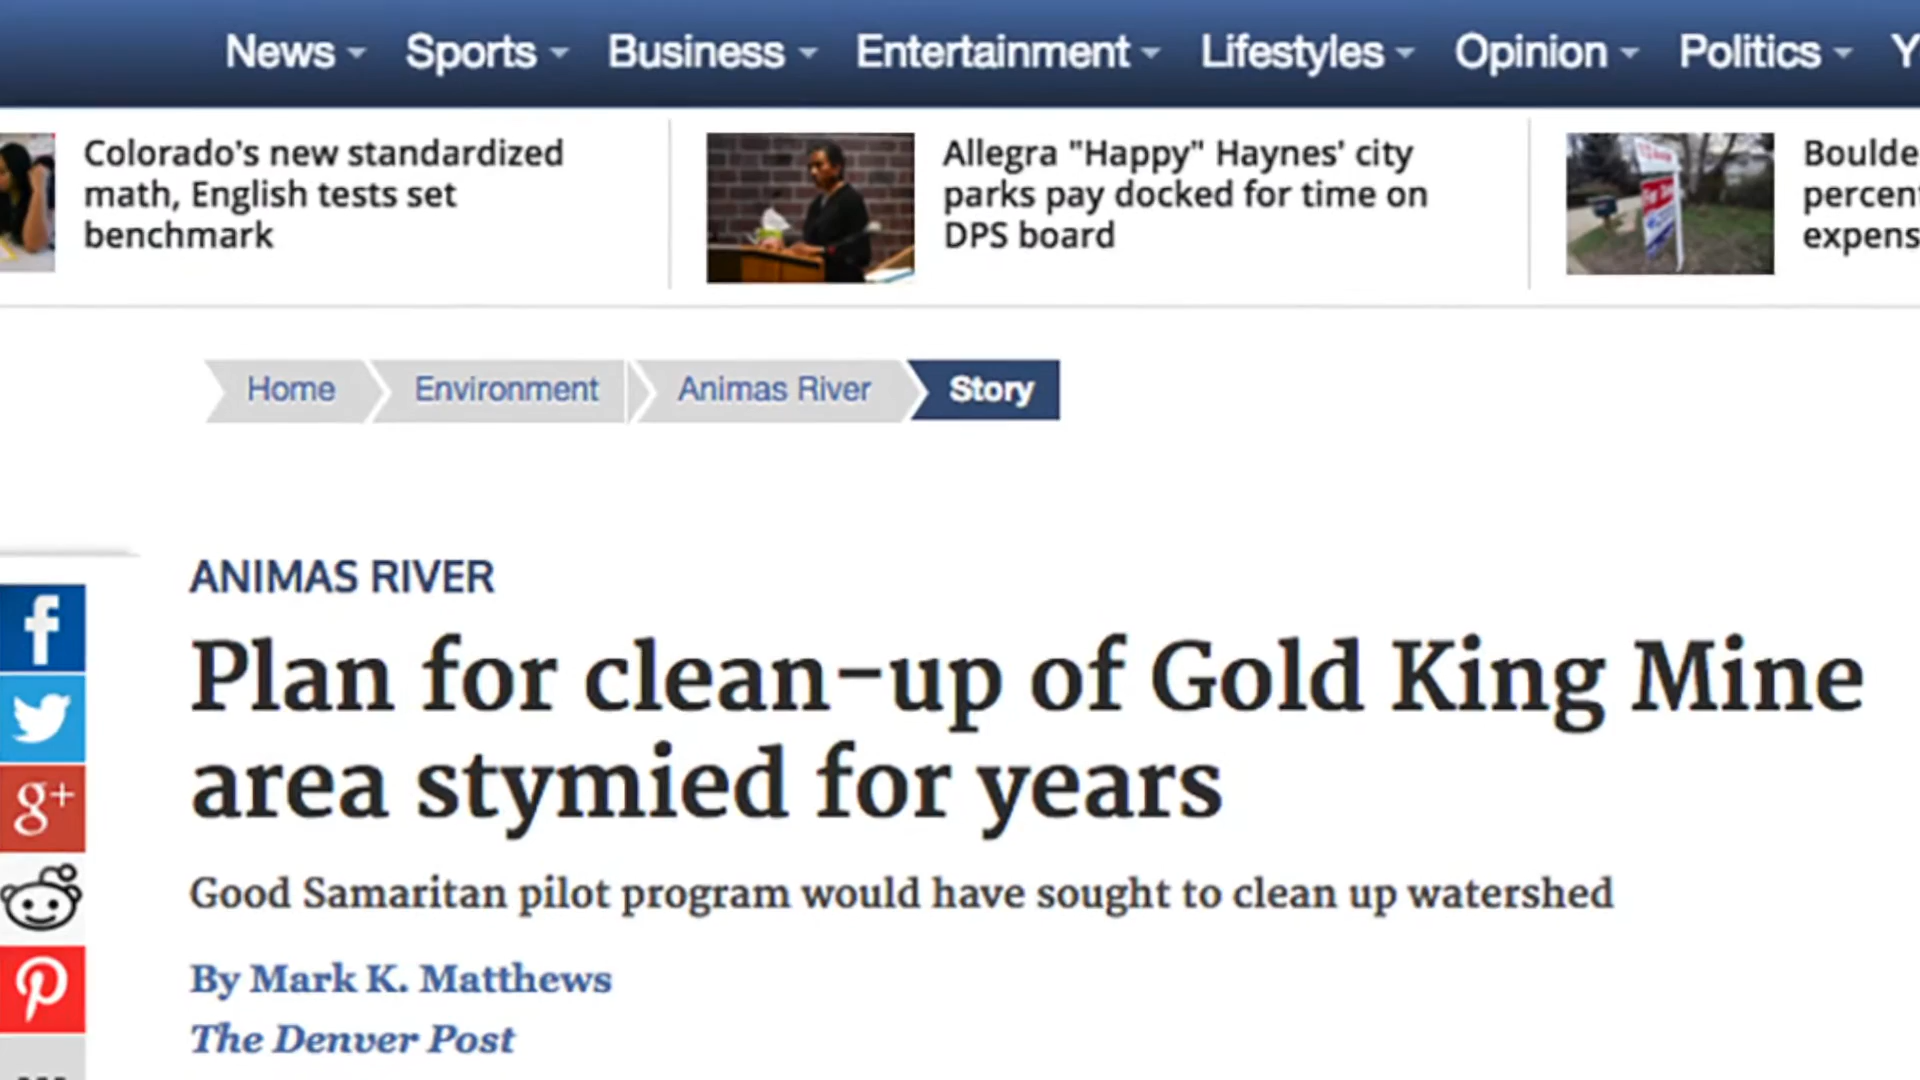 News Sports Business Entertainment Lifestyles Opinion Politics
Colorado's new standardized
math, English tests set
benchmark
Allegra "Happy" Haynes' city
parks pay docked for time on
DPS board
Home Environment Animas River Story
ANIMAS RIVER
Plan for clean-up of Gold King Mine
area stymied for years
Good Samaritan pilot program would have sought to clean up watershed
By Mark K. Matthews
The Denver Post
f
g+